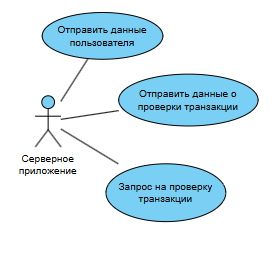 Отправить данные
пользователя
Отправить данные о
проверки транзакции
Серверное
приложение
Запрос на проверку
транзакции